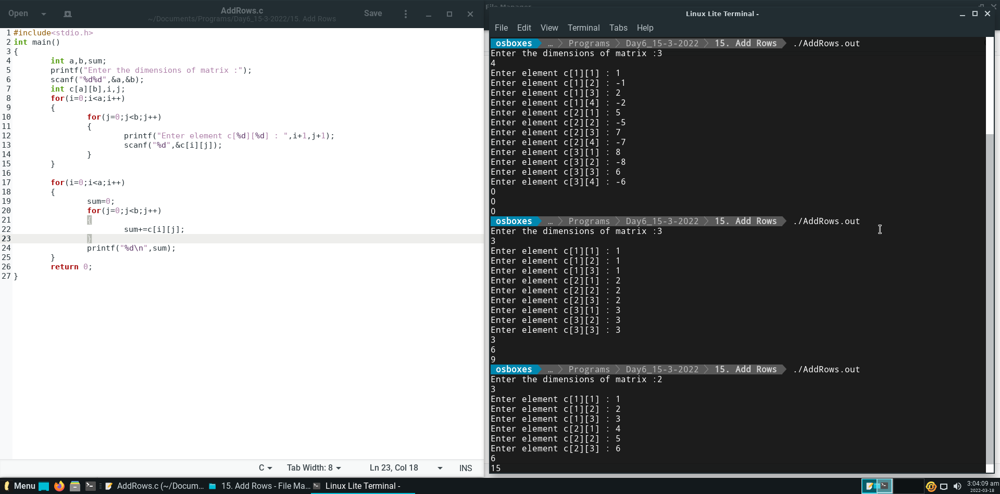 Open
AddRows.c
~/Documents/Programs/Day6_15-3-2022/15. Add Rows
Save
1 #include<stdio.h>
2 int main()
3 {
4 int a,b,sum;
5 printf("Enter the dimensions of matrix :");
6 scanf("%d%d",&a,&b);
7 int c[a][b],i,j;
8 for(i=0;i<a;i++)
9 {
10 for(j=0;j<b;j++)
11 {
12 printf("Enter element c[%d][%d] : ",i+1,j+1);
13 scanf("%d",&c[i][j]);
14 }
15 }
16
17 for(i=0;i<a;i++)
18 {
19 sum=0;
20 for(j=0;j<b;j++)
21 {
22 sum+=c[i][j];
23 }
24 printf("%d\n",sum);
25 }
26 return 0;
27 }
C Tab Width: 8 Ln 23, Col 18 INS
File Manager
Linux Lite Terminal -
File Edit View Terminal Tabs Help
osboxes … Programs Day6_15-3-2022 15. Add Rows ./AddRows.out
Enter the dimensions of matrix :3
4
Enter element c[1][1] : 1
Enter element c[1][2] : -1
Enter element c[1][3] : 2
Enter element c[1][4] : -2
Enter element c[2][1] : 5
Enter element c[2][2] : -5
Enter element c[2][3] : 7
Enter element c[2][4] : -7
Enter element c[3][1] : 8
Enter element c[3][2] : -8
Enter element c[3][3] : 6
Enter element c[3][4] : -6
0
0
0
osboxes … Programs Day6_15-3-2022 15. Add Rows ./AddRows.out
Enter the dimensions of matrix :3
3
Enter element c[1][1] : 1
Enter element c[1][2] : 1
Enter element c[1][3] : 1
Enter element c[2][1] : 2
Enter element c[2][2] : 2
Enter element c[2][3] : 2
Enter element c[3][1] : 3
Enter element c[3][2] : 3
Enter element c[3][3] : 3
3
6
9
osboxes … Programs Day6_15-3-2022 15. Add Rows ./AddRows.out
Enter the dimensions of matrix :2
3
Enter element c[1][1] : 1
Enter element c[1][2] : 2
Enter element c[1][3] : 3
Enter element c[2][1] : 4
Enter element c[2][2] : 5
Enter element c[2][3] : 6
6
15
Menu AddRows.c (~/Docum... 15. Add Rows - File Ma... Linux Lite Terminal - 3:04:09 am
2022-03-18